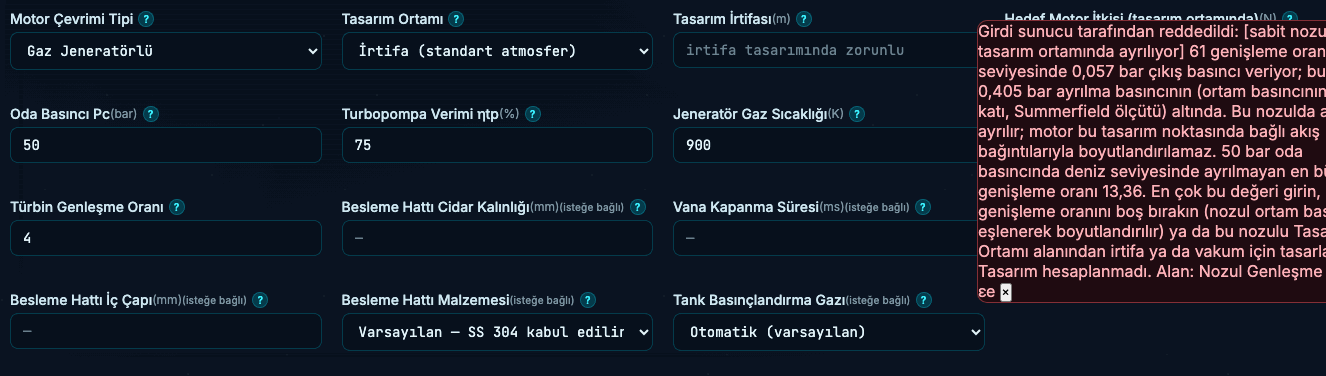 Motor Çevrimi Tipi ?
Tasarım Ortamı ?
Tasarım İrtifası(m) ?
Hedef Motor İtkisi (tasarım ortamında)(N) ?
Gaz Jeneratörlü
İrtifa (standart atmosfer)
irtifa tasarımında zorunlu
Oda Basıncı Pc(bar) ?
Turbopompa Verimi ηtp(%) ?
Jeneratör Gaz Sıcaklığı(K) ?
50
75
900
Türbin Genleşme Oranı ?
Besleme Hattı Cidar Kalınlığı(mm)(isteğe bağlı) ?
Vana Kapanma Süresi(ms)(isteğe bağlı) ?
4
—
—
Besleme Hattı İç Çapı(mm)(isteğe bağlı) ?
Besleme Hattı Malzemesi(isteğe bağlı) ?
Tank Basınçlandırma Gazı(isteğe bağlı) ?
—
Varsayılan — SS 304 kabul edilir
Otomatik (varsayılan)
Girdi sunucu tarafından reddedildi: [sabit nozu
tasarım ortamında ayrılıyor] 61 genişleme oran
seviyesinde 0,057 bar çıkış basıncı veriyor; bu
0,405 bar ayrılma basıncının (ortam basıncının
katı, Summerfield ölçütü) altında. Bu nozulda a
ayrılır; motor bu tasarım noktasında bağlı akış
bağıntılarıyla boyutlandırılamaz. 50 bar oda
basıncında deniz seviyesinde ayrılmayan en bü
genişleme oranı 13,36. En çok bu değeri girin,
genişleme oranını boş bırakın (nozul ortam bas
eşlenerek boyutlandırılır) ya da bu nozulu Tasa
Ortamı alanından irtifa ya da vakum için tasarla
Tasarım hesaplanmadı. Alan: Nozul Genleşme
εe ×